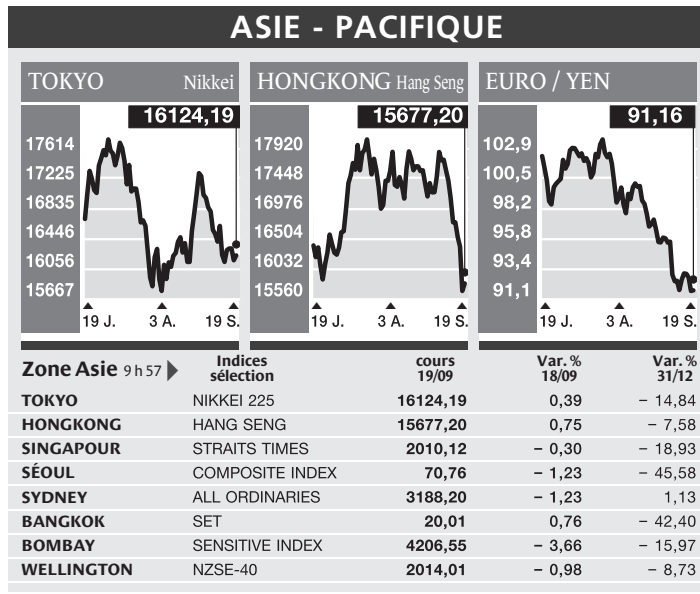 ASIE - PACIFIQUE
TOKYO Nikkei
16124,19
17614
17225
16835
16446
16056
15667
19 J. 3 A. 19 S.
HONGKONG Hang Seng
15677,20
17920
17448
16976
16504
16032
15560
19 J. 3 A. 19 S.
EURO / YEN
91,16
102,9
100,5
98,2
95,8
93,4
91,1
19 J. 3 A. 19 S.
Zone Asie 9 h 57 Indices sélection cours 19/09 Var. % 18/09 Var. % 31/12
TOKYO NIKKEI 225 16124,19 0,39 – 14,84
HONGKONG HANG SENG 15677,20 0,75 – 7,58
SINGAPOUR STRAITS TIMES 2010,12 – 0,30 – 18,93
SÉOUL COMPOSITE INDEX 70,76 – 1,23 – 45,58
SYDNEY ALL ORDINARIES 3188,20 – 1,23 1,13
BANGKOK SET 20,01 0,76 – 42,40
BOMBAY SENSITIVE INDEX 4206,55 – 3,66 – 15,97
WELLINGTON NZSE-40 2014,01 – 0,98 – 8,73